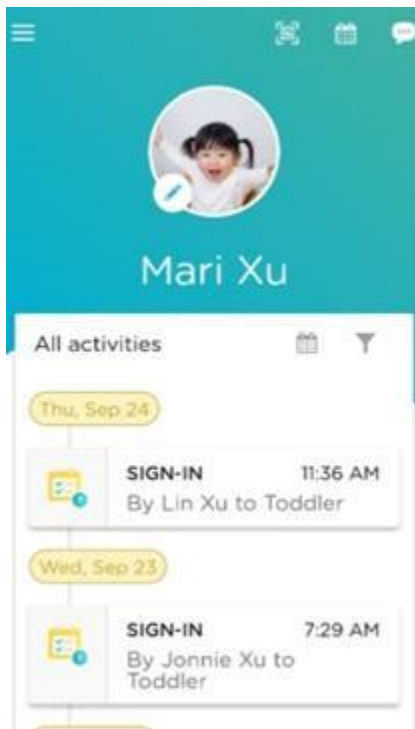 Mari Xu
All activities
Thu, Sep 24
SIGN-IN 11:36 AM
By Lin Xu to Toddler
Wed, Sep 23
SIGN-IN 7:29 AM
By Jonnie Xu to
Toddler